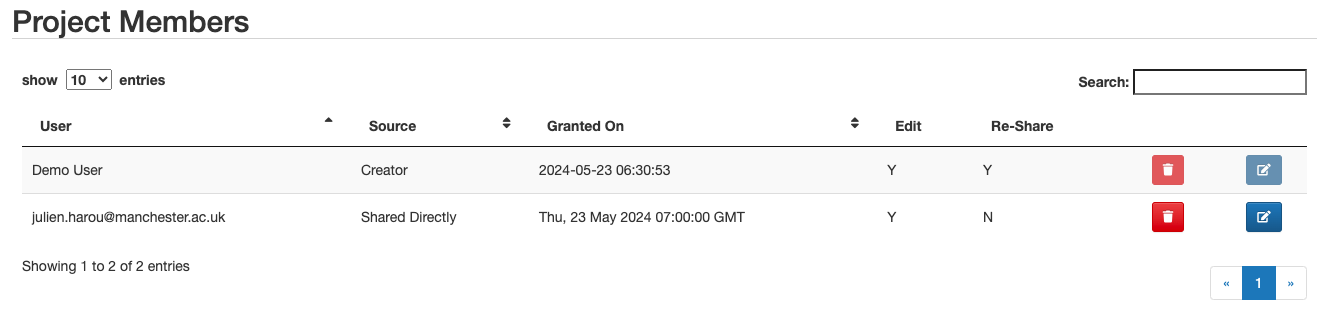 Project Members
show 10 entries
Search:
User Source Granted On Edit Re-Share
Demo User Creator 2024-05-23 06:30:53 Y Y
julien.harou@manchester.ac.uk Shared Directly Thu, 23 May 2024 07:00:00 GMT Y N
Showing 1 to 2 of 2 entries
« 1 »